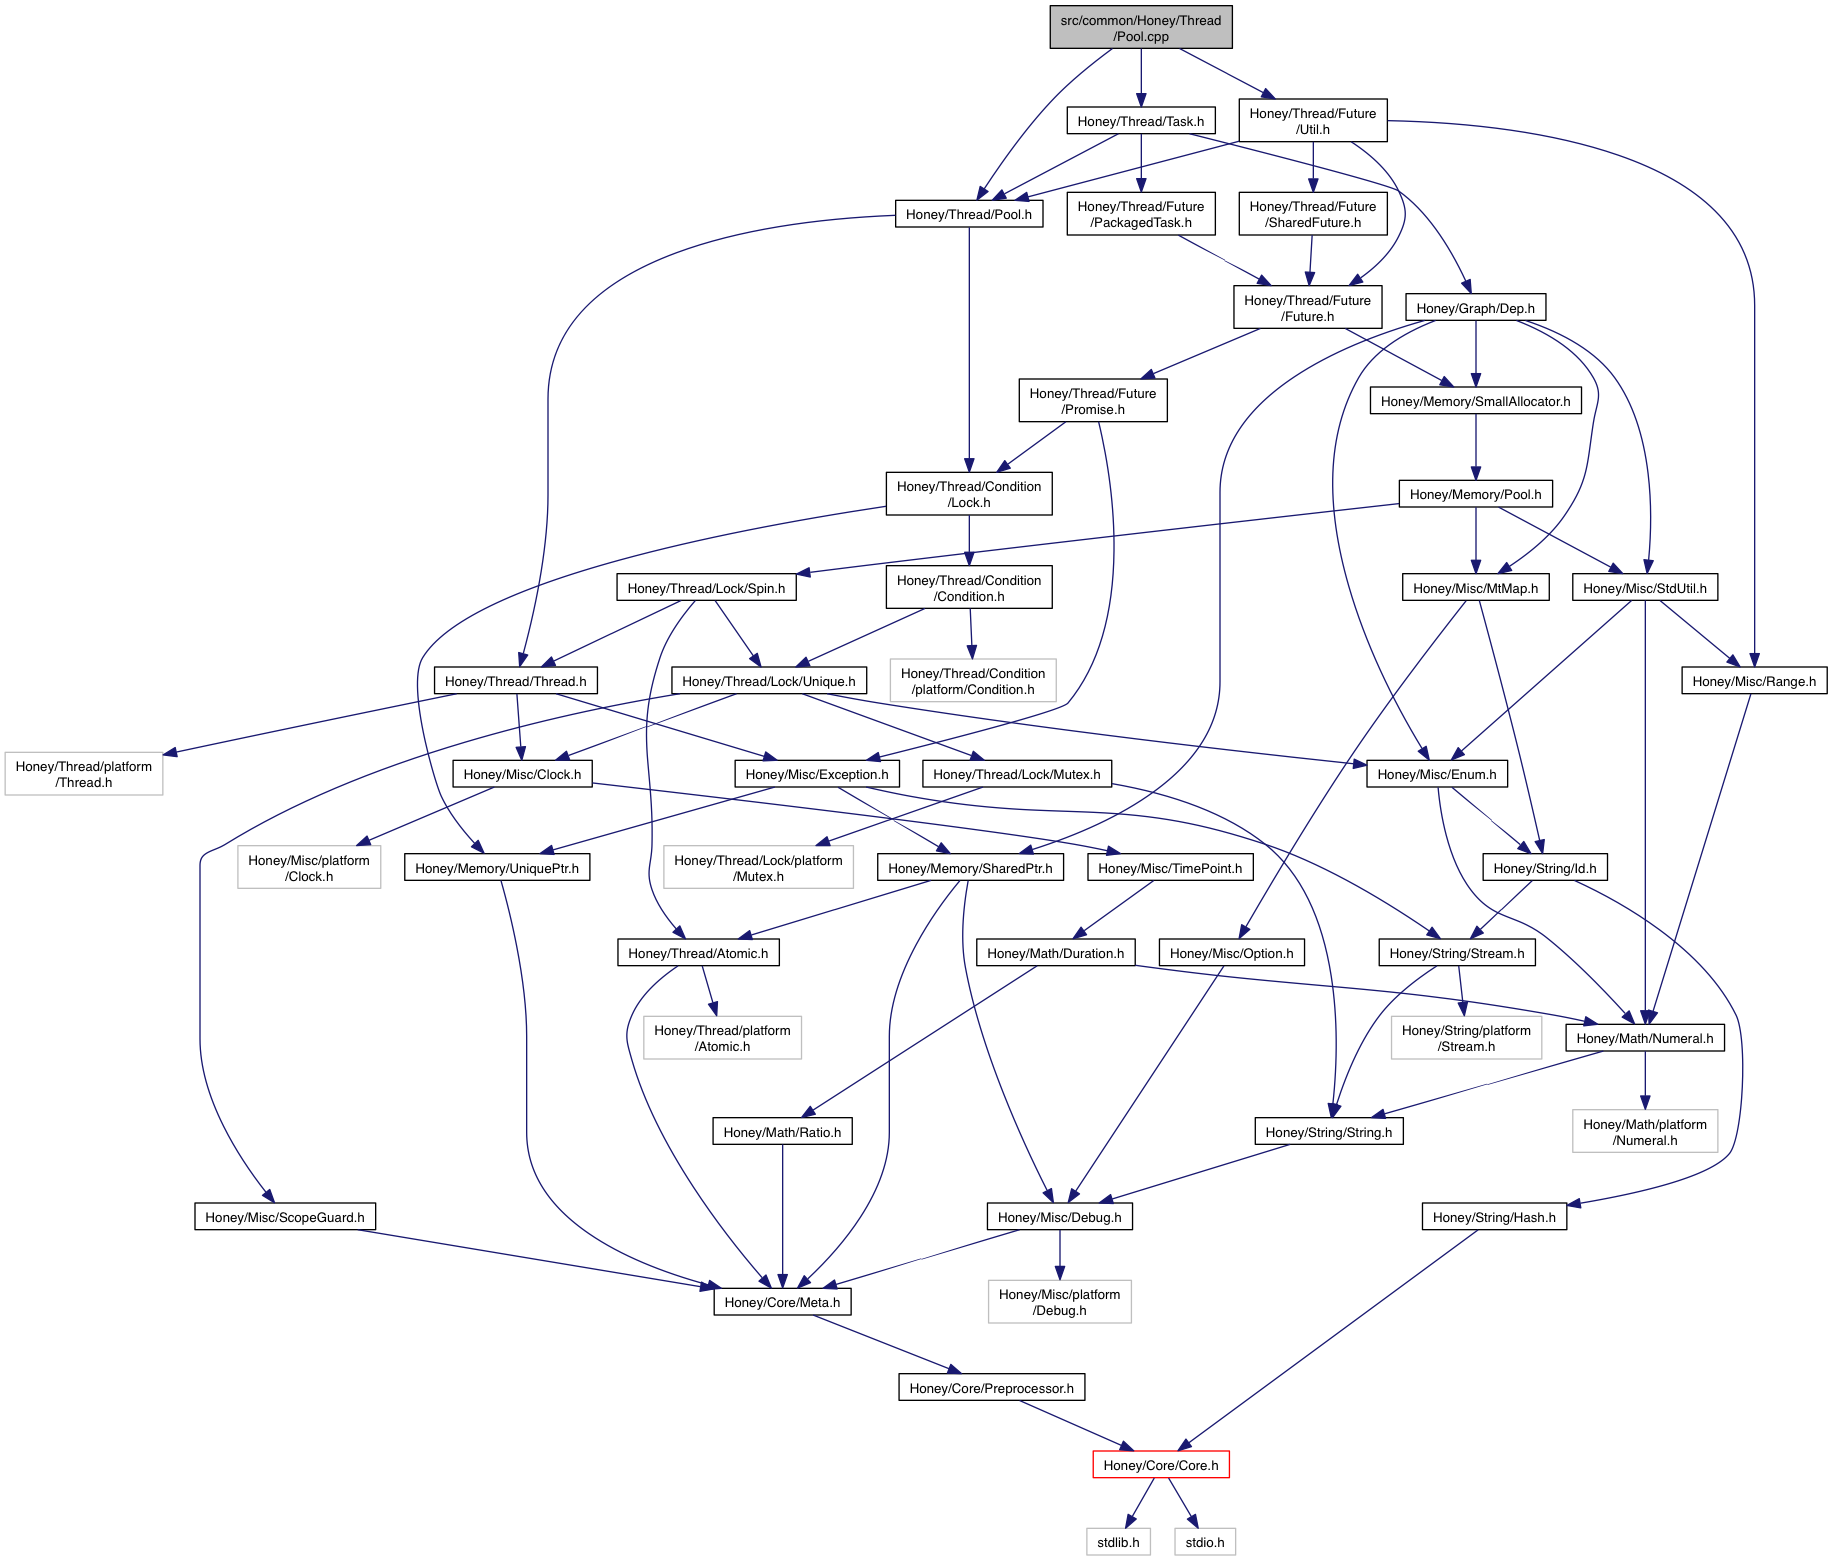 src/common/Honey/Thread
/Pool.cpp
Honey/Thread/Task.h
Honey/Thread/Future
/Util.h
Honey/Thread/Pool.h
Honey/Thread/Future
/PackagedTask.h
Honey/Thread/Future
/SharedFuture.h
Honey/Thread/Future
/Future.h
Honey/Graph/Dep.h
Honey/Thread/Future
/Promise.h
Honey/Memory/SmallAllocator.h
Honey/Thread/Condition
/Lock.h
Honey/Memory/Pool.h
Honey/Thread/Lock/Spin.h
Honey/Thread/Condition
/Condition.h
Honey/Misc/MtMap.h
Honey/Misc/StdUtil.h
Honey/Thread/Thread.h
Honey/Thread/Lock/Unique.h
Honey/Thread/Condition
/platform/Condition.h
Honey/Misc/Range.h
Honey/Thread/platform
/Thread.h
Honey/Misc/Clock.h
Honey/Misc/Exception.h
Honey/Thread/Lock/Mutex.h
Honey/Misc/Enum.h
Honey/Misc/platform
/Clock.h
Honey/Memory/UniquePtr.h
Honey/Thread/Lock/platform
/Mutex.h
Honey/Memory/SharedPtr.h
Honey/Misc/TimePoint.h
Honey/String/Id.h
Honey/Thread/Atomic.h
Honey/Math/Duration.h
Honey/Misc/Option.h
Honey/String/Stream.h
Honey/Thread/platform
/Atomic.h
Honey/String/platform
/Stream.h
Honey/Math/Numeral.h
Honey/Math/Ratio.h
Honey/String/String.h
Honey/Math/platform
/Numeral.h
Honey/Misc/ScopeGuard.h
Honey/Misc/Debug.h
Honey/String/Hash.h
Honey/Core/Meta.h
Honey/Misc/platform
/Debug.h
Honey/Core/Preprocessor.h
Honey/Core/Core.h
stdlib.h
stdio.h